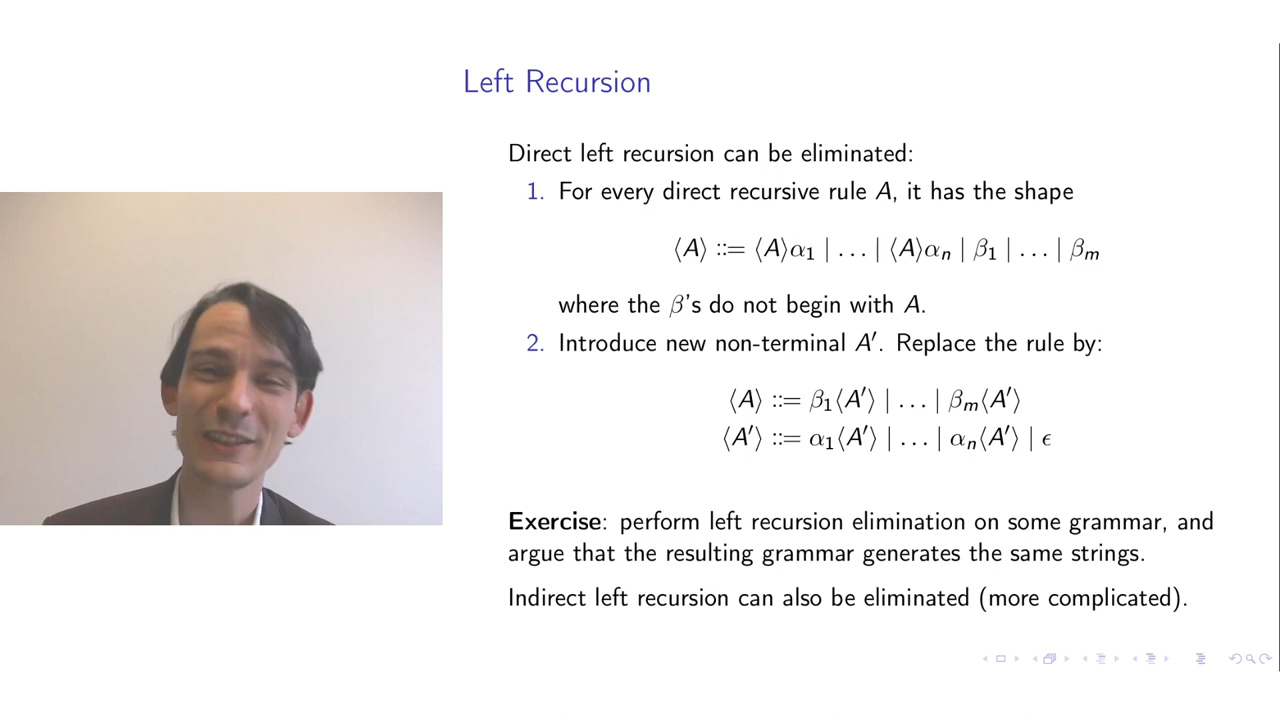 Left Recursion
Direct left recursion can be eliminated:
1. For every direct recursive rule A, it has the shape
⟨A⟩ ::= ⟨A⟩α₁ | . . . | ⟨A⟩αₙ | β₁ | . . . | βₘ
where the β's do not begin with A.
2. Introduce new non-terminal A′. Replace the rule by:
⟨A⟩ ::= β₁⟨A′⟩ | . . . | βₘ⟨A′⟩
⟨A′⟩ ::= α₁⟨A′⟩ | . . . | αₙ⟨A′⟩ | ϵ
Exercise: perform left recursion elimination on some grammar, and
argue that the resulting grammar generates the same strings.
Indirect left recursion can also be eliminated (more complicated).